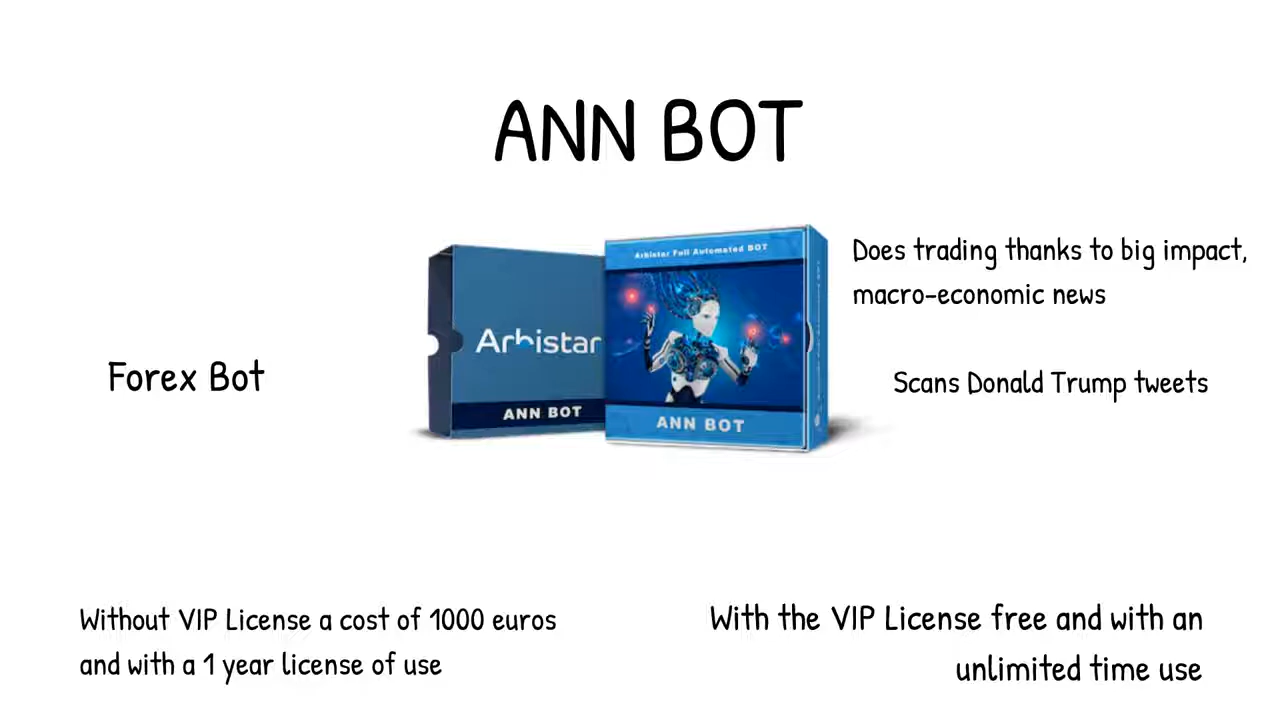 ANN BOT
Arbistar Full Automated BOT
Arbistar
ANN BOT
ANN BOT
Does trading thanks to big impact,
macro-economic news
Forex Bot
Scans Donald Trump tweets
Without VIP License a cost of 1000 euros
and with a 1 year license of use
With the VIP License free and with an
unlimited time use